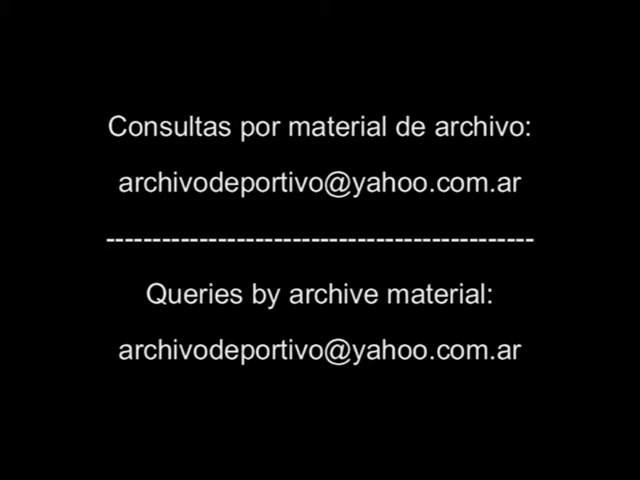 Consultas por material de archivo:
archivodeportivo@yahoo.com.ar
----------------------------------------------
Queries by archive material:
archivodeportivo@yahoo.com.ar